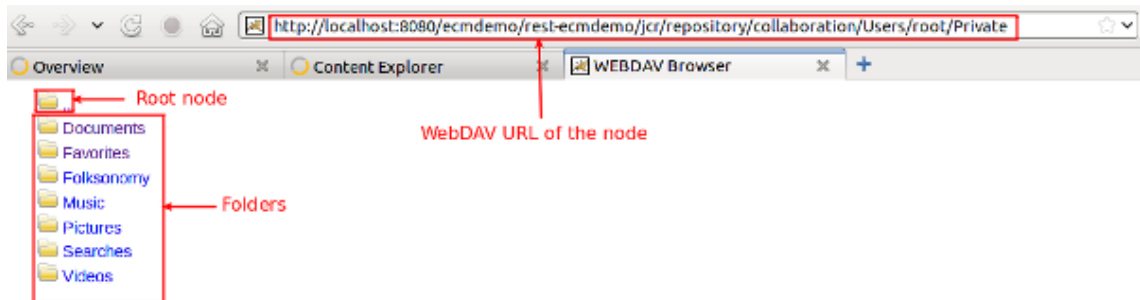 http://localhost:8080/ecmdemo/rest-ecmdemo/jcr/repository/collaboration/Users/root/Private
Overview
Content Explorer
WEBDAV Browser
..
Root node
Documents
WebDAV URL of the node
Favorites
Folksonomy
Music
Folders
Pictures
Searches
Videos